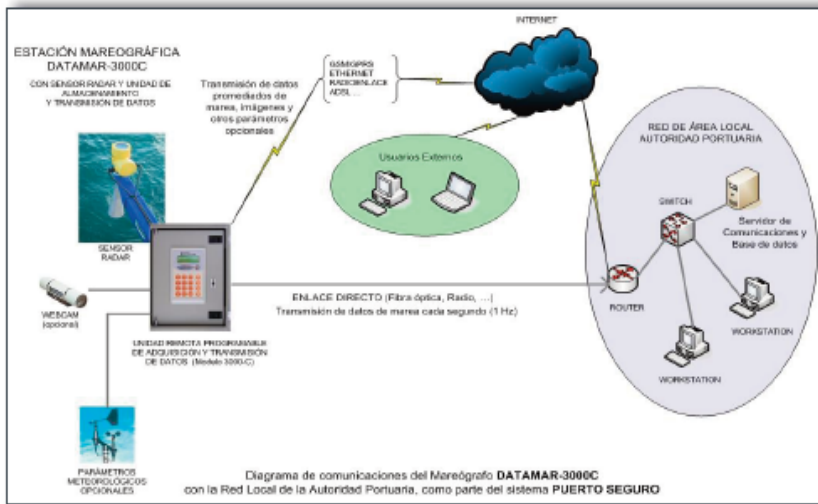 ESTACIÓN MAREOGRÁFICA
DATAMAR-3000C
CON SENSOR RADAR Y UNIDAD DE
ALMACENAMIENTO
Y TRANSMISIÓN DE DATOS
SENSOR
RADAR
WEBCAM
(opcional)
UNIDAD REMOTA PROGRAMABLE
DE ADQUISICIÓN Y TRANSMISIÓN
DE DATOS (Módulo 3000-C)
PARÁMETROS
METEOROLÓGICOS
OPCIONALES
Transmisión de datos
promediados de
marea, imágenes y
otros parámetros
opcionales
GSM/GPRS
ETHERNET
RADIOENLACE
ADSL ...
INTERNET
Usuarios Externos
ENLACE DIRECTO (Fibra óptica, Radio, ...)
Transmisión de datos de marea cada segundo (1 Hz)
RED DE ÁREA LOCAL
AUTORIDAD PORTUARIA
SWITCH
Servidor de
Comunicaciones y
Base de datos
ROUTER
WORKSTATION
WORKSTATION
Diagrama de comunicaciones del Mareógrafo DATAMAR-3000C
con la Red Local de la Autoridad Portuaria, como parte del sistema PUERTO SEGURO